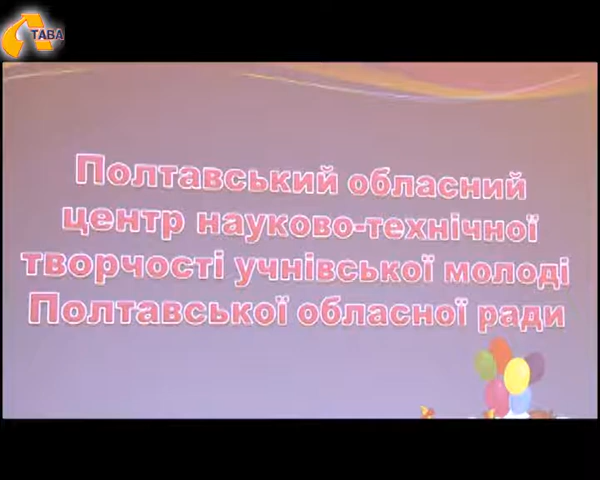 ТАВА
Полтавський обласний
центр науково-технічної
творчості учнівської молоді
Полтавської обласної ради